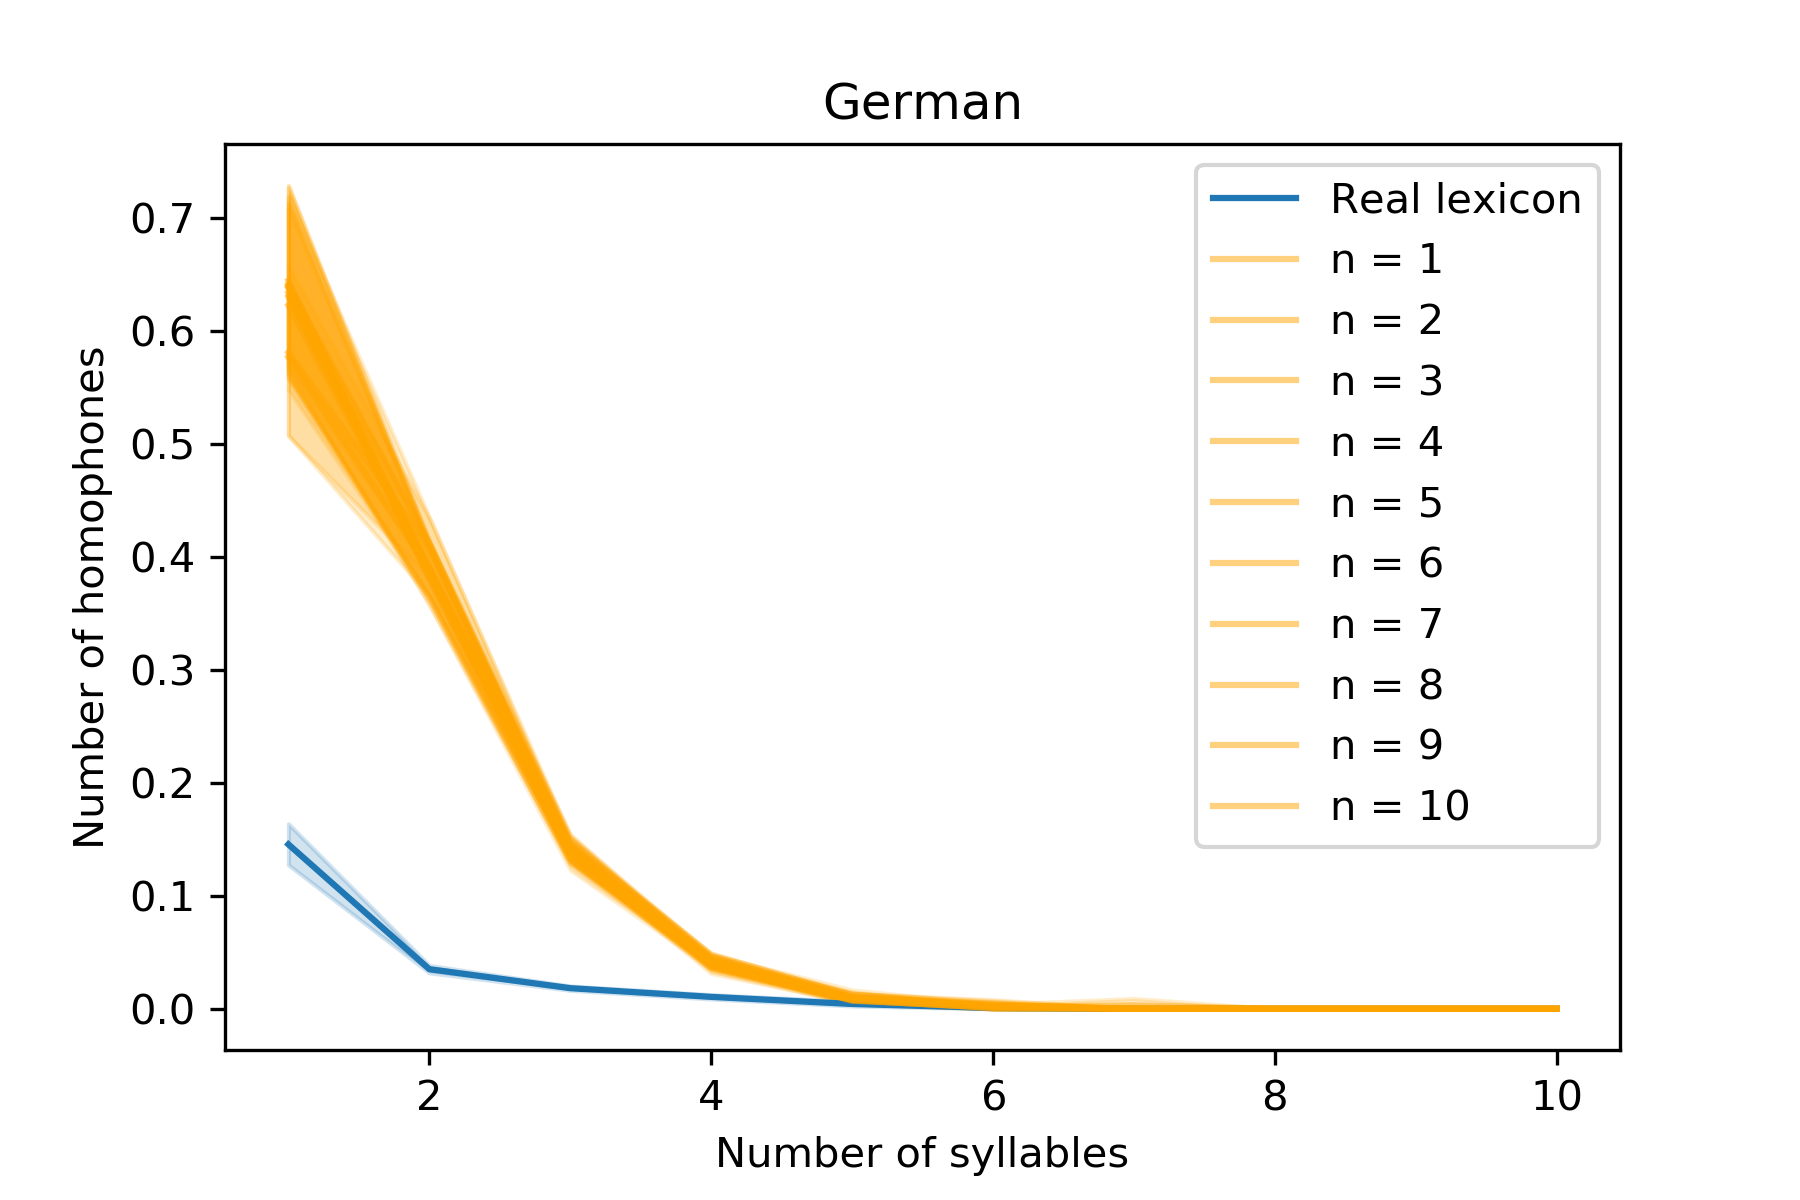 German
Number of homophones
0.7
0.6
0.5
0.4
0.3
0.2
0.1
0.0
Real lexicon
n = 1
n = 2
n = 3
n = 4
n = 5
n = 6
n = 7
n = 8
n = 9
n = 10
2 4 6 8 10
Number of syllables